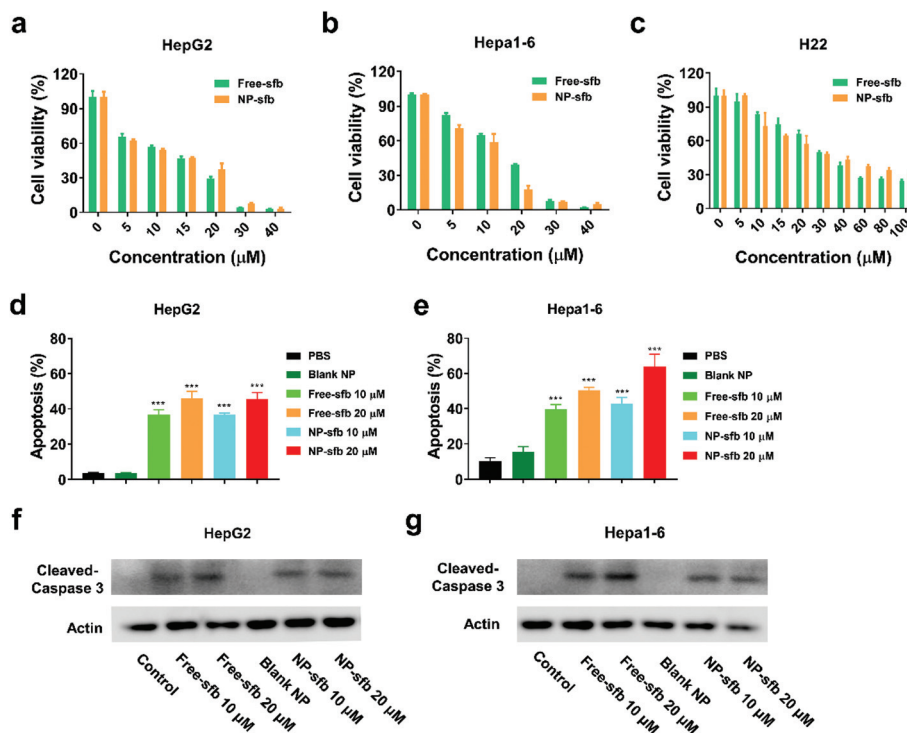 a
HepG2
Cell viability (%)
120
90
60
30
0
Free-sfb
NP-sfb
0 5 10 15 20 30 40
Concentration (μM)
b
Hepa1-6
Cell viability (%)
120
90
60
30
0
Free-sfb
NP-sfb
0 5 10 20 30 40
Concentration (μM)
c
H22
Cell viability (%)
120
90
60
30
0
Free-sfb
NP-sfb
0 5 10 15 20 30 40 60 80 100
Concentration (μM)
d
HepG2
Apoptosis (%)
80
60
40
20
0
*** *** *** ***
PBS
Blank NP
Free-sfb 10 μM
Free-sfb 20 μM
NP-sfb 10 μM
NP-sfb 20 μM
e
Hepa1-6
Apoptosis (%)
80
60
40
20
0
*** *** *** ***
PBS
Blank NP
Free-sfb 10 μM
Free-sfb 20 μM
NP-sfb 10 μM
NP-sfb 20 μM
f
HepG2
Cleaved-
Caspase 3
Actin
Control
Free-sfb 10 μM
Free-sfb 20 μM
Blank NP
NP-sfb 10 μM
NP-sfb 20 μM
g
Hepa1-6
Cleaved-
Caspase 3
Actin
Control
Free-sfb 10 μM
Free-sfb 20 μM
Blank NP
NP-sfb 10 μM
NP-sfb 20 μM